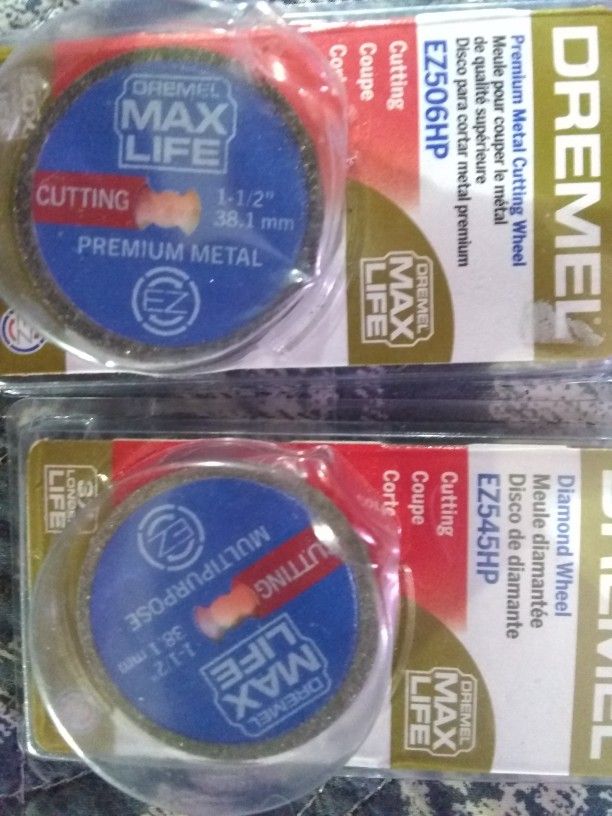 DREMEL
Premium Metal Cutting Wheel
Meule pour couper le métal
de qualité supérieure
Disco para cortar metal premium
EZ506HP
Cutting
Coupe
DREMEL
MAX
LIFE
DREMEL
MAX
LIFE
CUTTING
1-1/2"
38.1 mm
PREMIUM METAL
EZ
EZ
Diamond Wheel
Meule diamantée
Disco de diamante
EZ545HP
Cutting
Coupe
Corte
DREMEL
MAX
LIFE
LONGER
LIFE
DREMEL
MAX
LIFE
CUTTING
1-1/2"
38.1 mm
MULTIPURPOSE
EZ